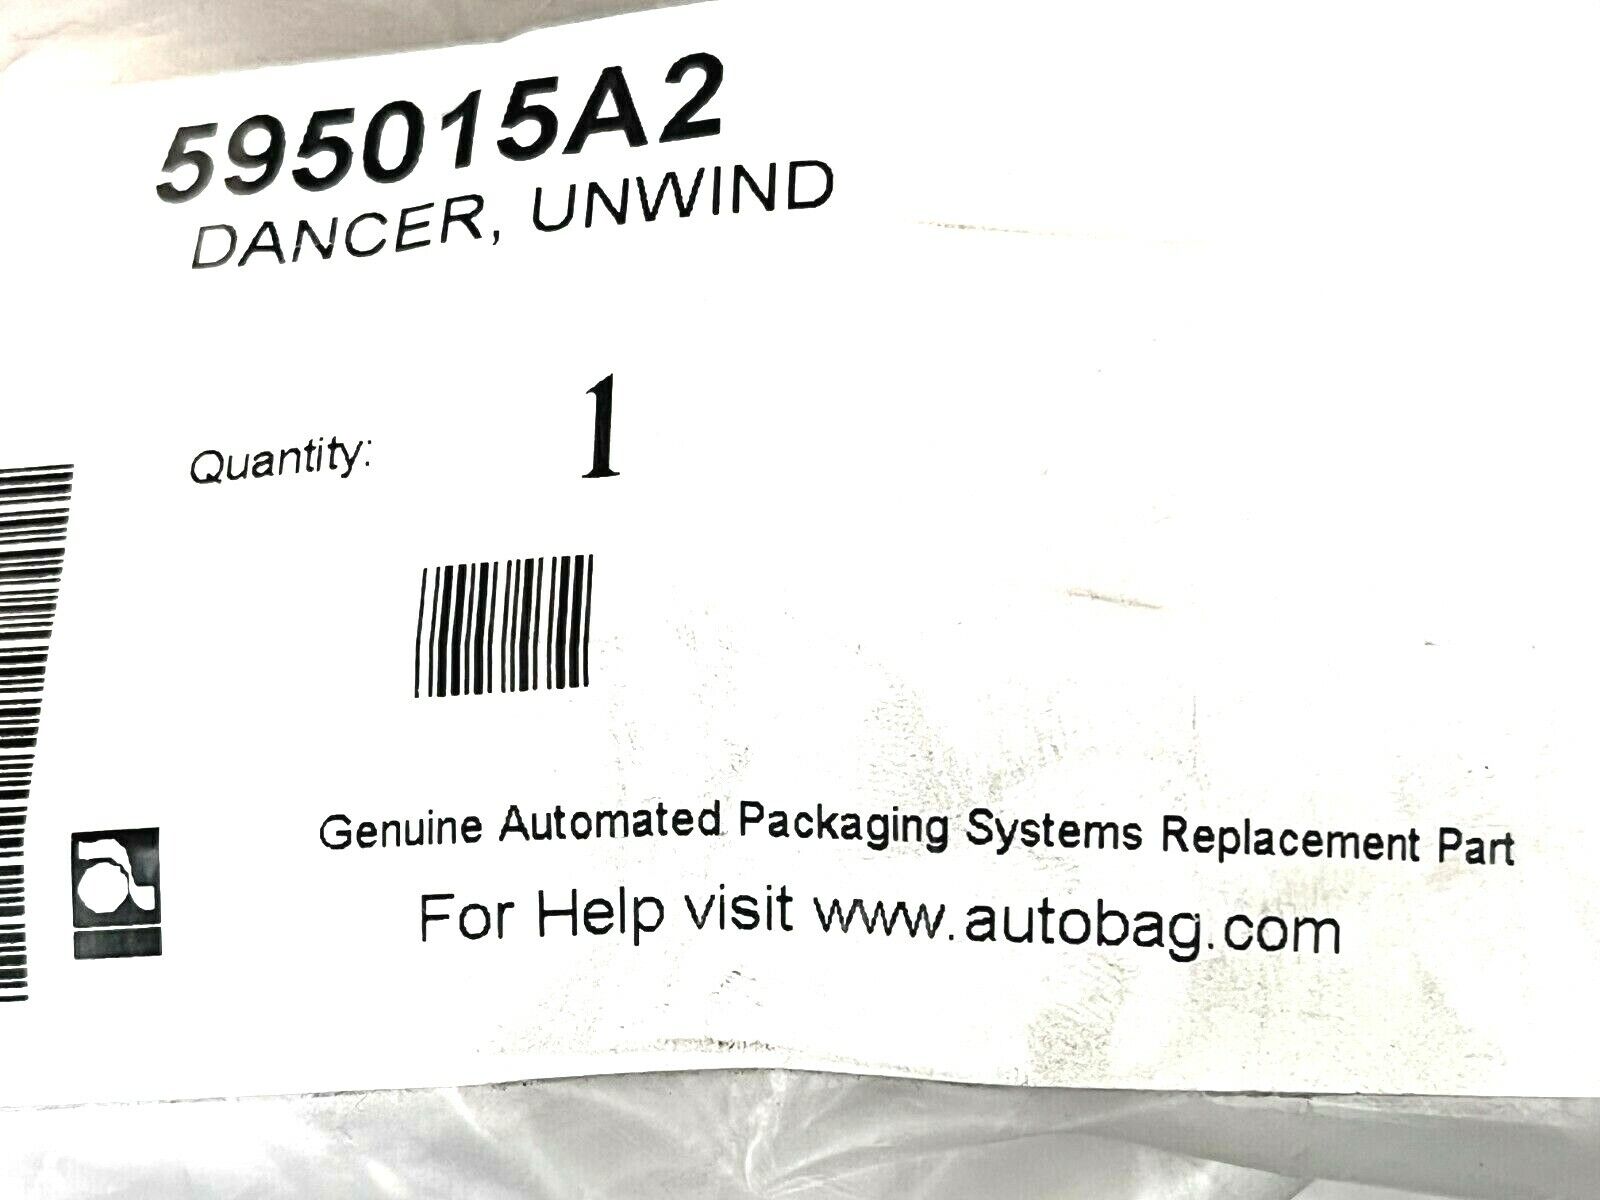 595015A2
DANCER, UNWIND
Quantity: 1
Genuine Automated Packaging Systems Replacement Part
For Help visit www.autobag.com